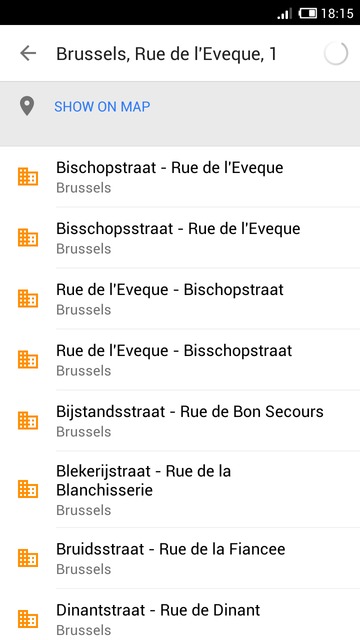 18:15
Brussels, Rue de l'Eveque, 1
SHOW ON MAP
Bischopstraat - Rue de l'Eveque
Brussels
Bisschopsstraat - Rue de l'Eveque
Brussels
Rue de l'Eveque - Bischopstraat
Brussels
Rue de l'Eveque - Bisschopstraat
Brussels
Bijstandsstraat - Rue de Bon Secours
Brussels
Blekerijstraat - Rue de la
Blanchisserie
Brussels
Bruidsstraat - Rue de la Fiancee
Brussels
Dinantstraat - Rue de Dinant
Brussels